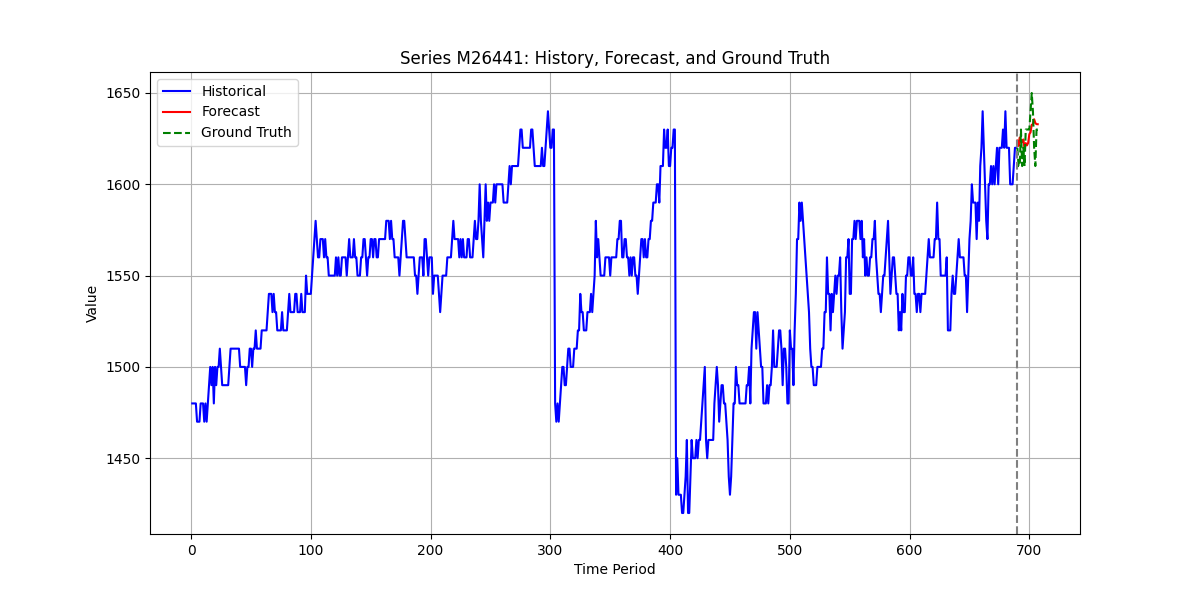 Series M26441: History, Forecast, and Ground Truth
Historical
Forecast
Ground Truth
Value
1650
1600
1550
1500
1450
0 100 200 300 400 500 600 700
Time Period